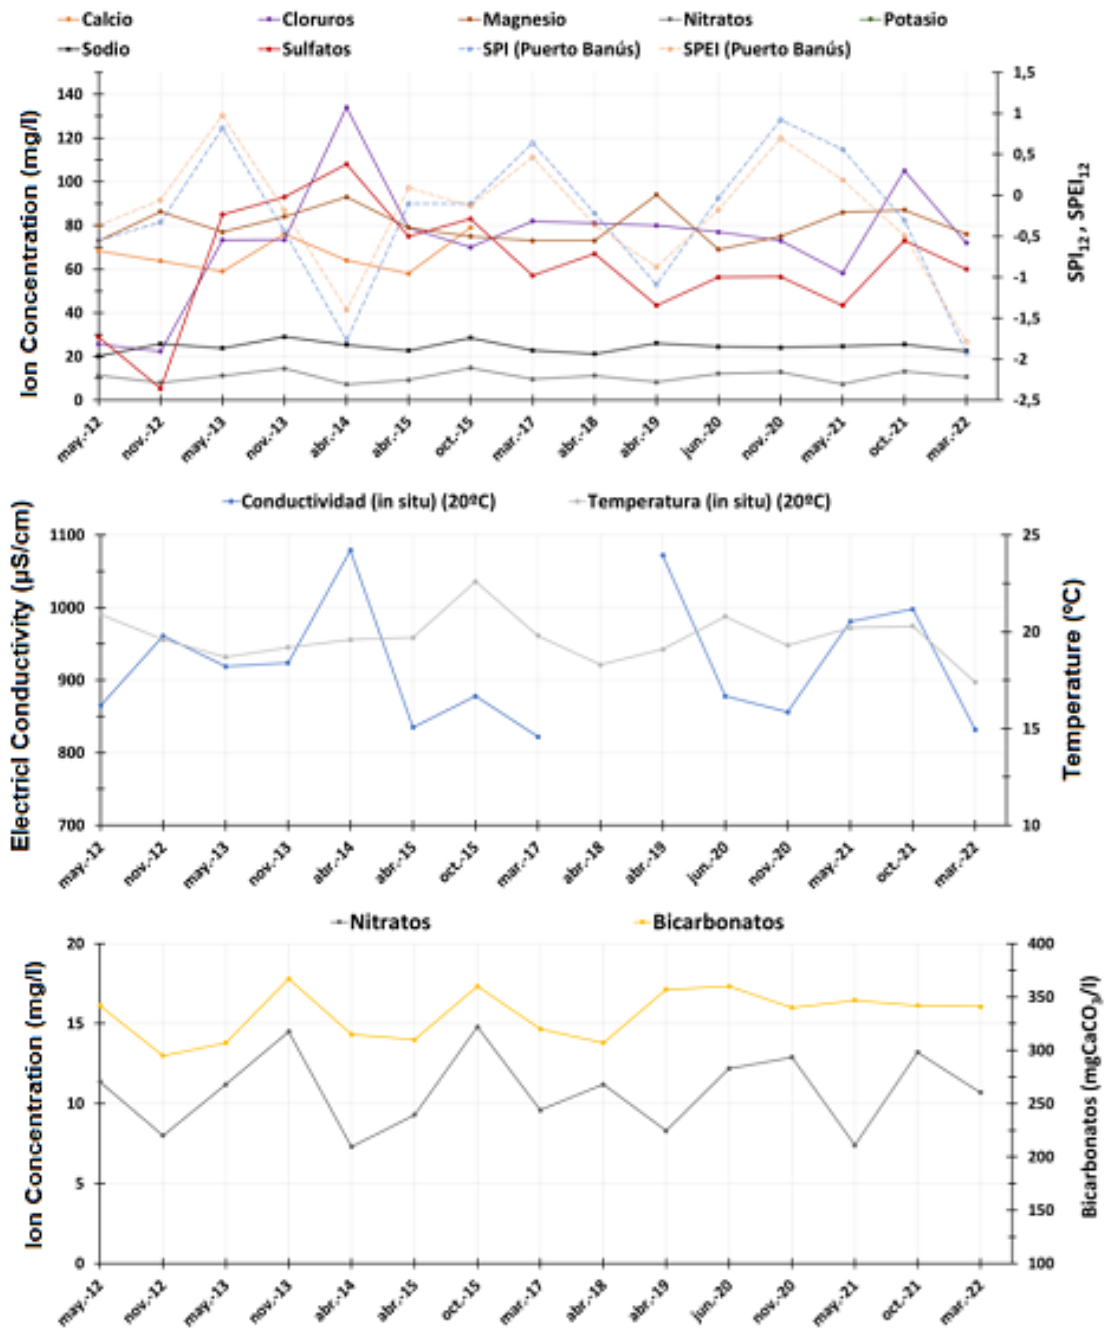 Calcio Cloruros Magnesio Nitratos Potasio
Sodio Sulfatos SPI (Puerto Banús) SPEI (Puerto Banús)
Ion Concentration (mg/l)
140
120
100
80
60
40
20
0
1,5
1
0,5
0
-0,5
-1
-1,5
-2
-2,5
SPI₁₂ , SPEI₁₂
may.-12 nov.-12 may.-13 nov.-13 abr.-14 abr.-15 oct.-15 mar.-17 abr.-18 abr.-19 jun.-20 nov.-20 may.-21 oct.-21 mar.-22
Conductividad (in situ) (20ºC) Temperatura (in situ) (20ºC)
Electricl Conductivity (µS/cm)
1100
1000
900
800
700
25
20
15
10
Temperature (ºC)
may.-12 nov.-12 may.-13 nov.-13 abr.-14 abr.-15 oct.-15 mar.-17 abr.-18 abr.-19 jun.-20 nov.-20 may.-21 oct.-21 mar.-22
Nitratos Bicarbonatos
Ion Concentration (mg/l)
20
15
10
5
0
400
350
300
250
200
150
100
Bicarbonatos (mgCaCO₃/l)
may.-12 nov.-12 may.-13 nov.-13 abr.-14 abr.-15 oct.-15 mar.-17 abr.-18 abr.-19 jun.-20 nov.-20 may.-21 oct.-21 mar.-22